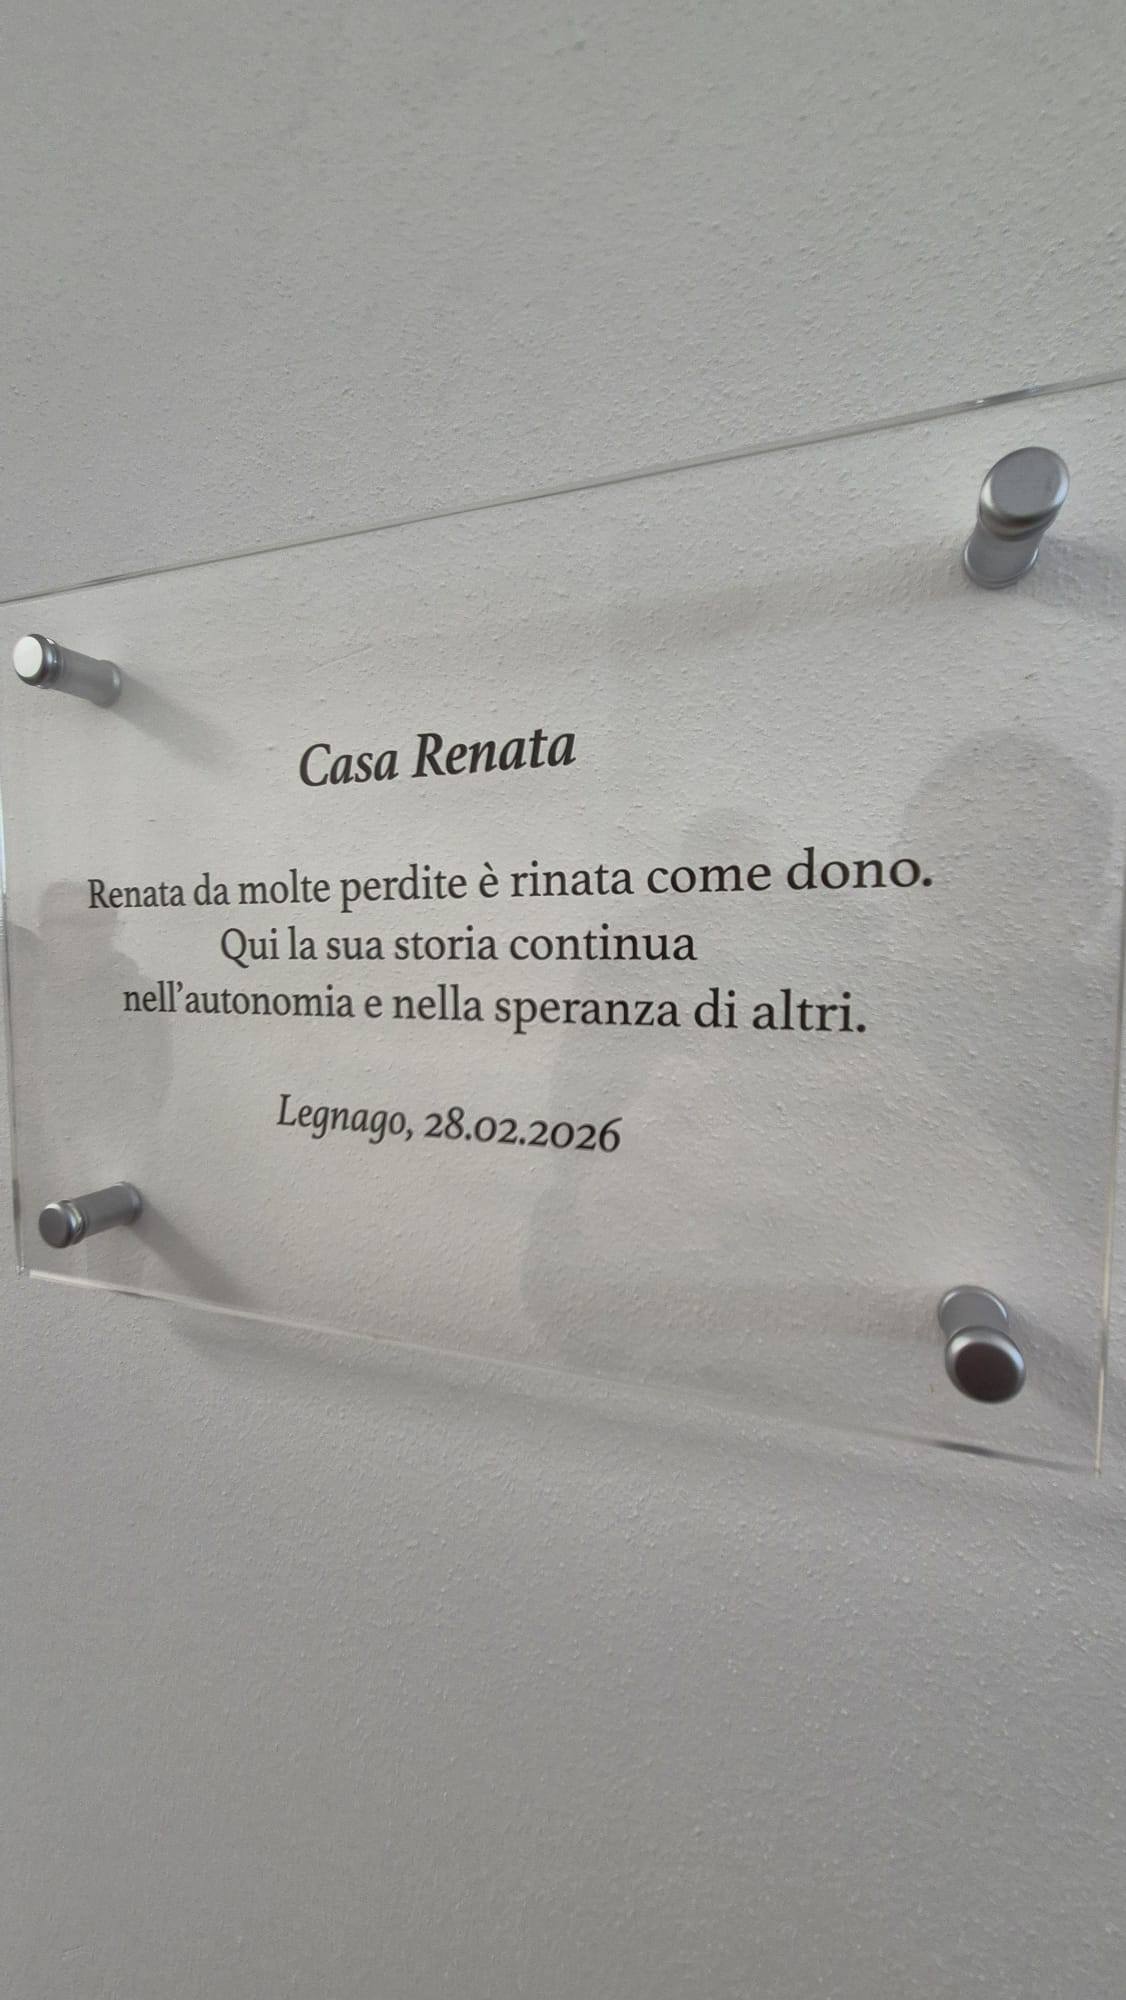 Casa Renata
Renata da molte perdite è rinata come dono.
Qui la sua storia continua
nell’autonomia e nella speranza di altri.
Legnago, 28.02.2026